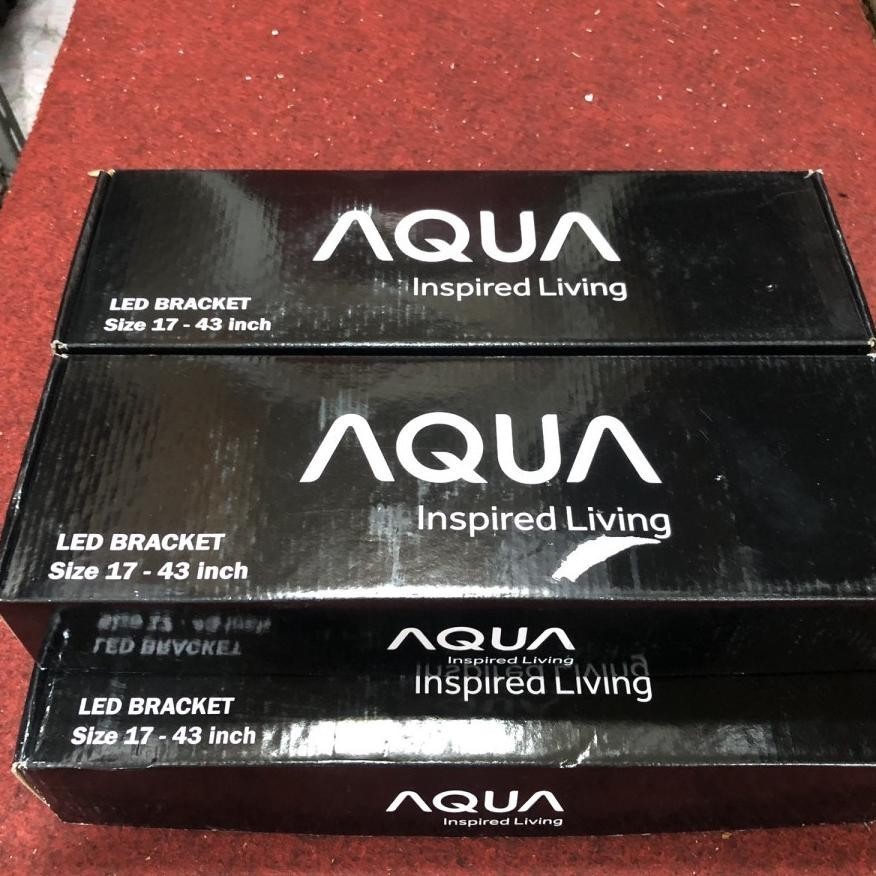 AQUA
Inspired Living
LED BRACKET
Size 17 - 43 inch
AQUA
Inspired Living
LED BRACKET
Size 17 - 43 inch
AQUA
Inspired Living
Inspired Living
LED BRACKET
Size 17 - 43 inch
AQUA
Inspired Living